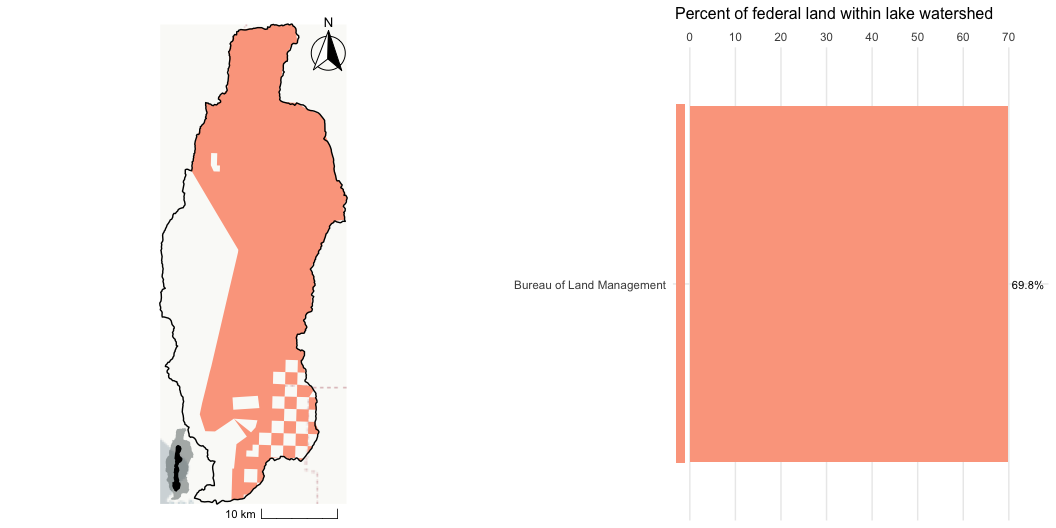 N
10 km
Percent of federal land within lake watershed
0 10 20 30 40 50 60 70
Bureau of Land Management
69.8%